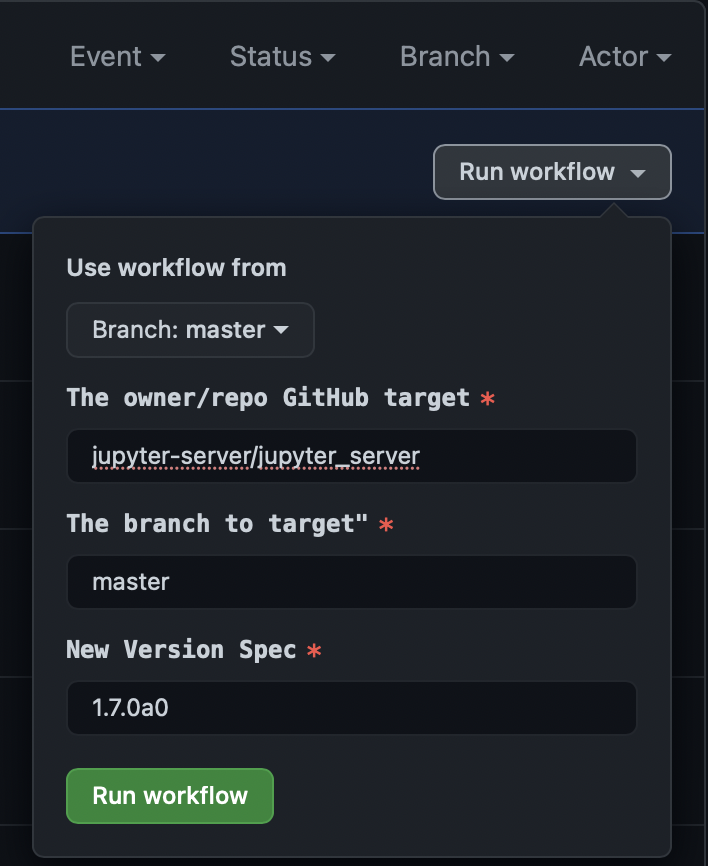 Event Status Branch Actor
Run workflow
Use workflow from
Branch: master
The owner/repo GitHub target *
jupyter-server/jupyter_server
The branch to target" *
master
New Version Spec *
1.7.0a0
Run workflow